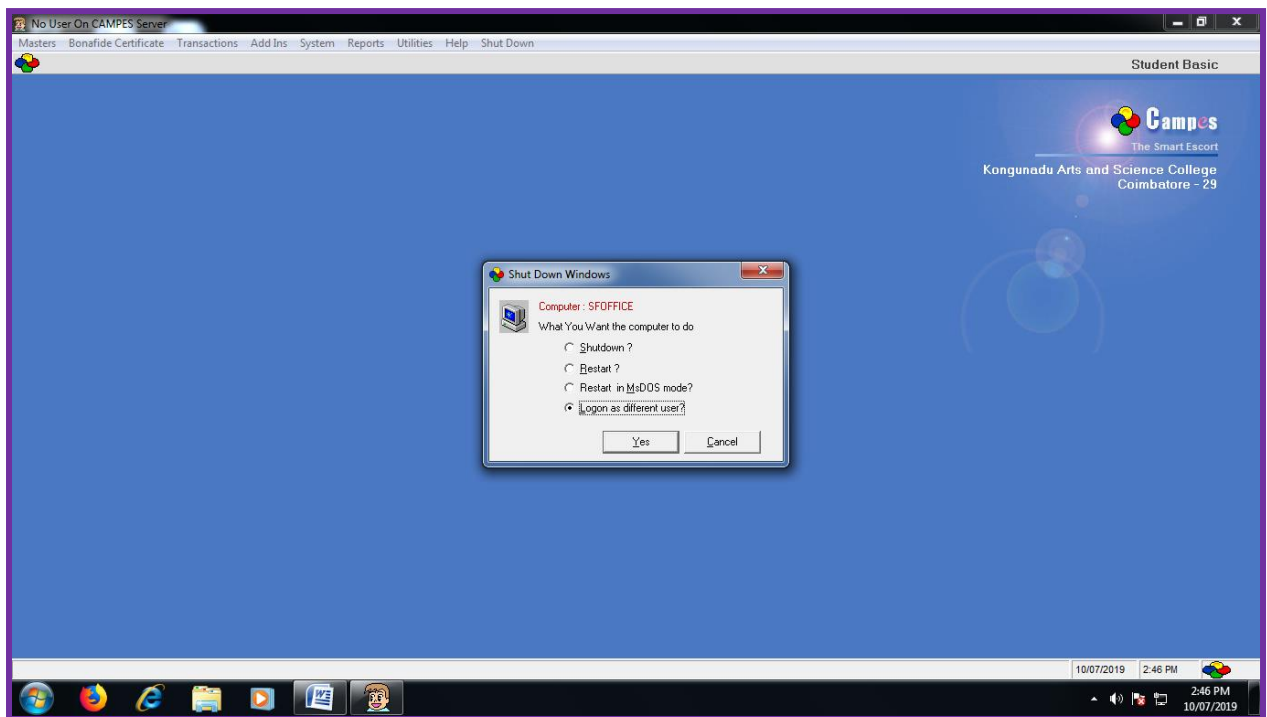 No User On CAMPES Server
Masters Bonafide Certificate Transactions Add Ins System Reports Utilities Help Shut Down
Student Basic
Campes
The Smart Escort
Kongunadu Arts and Science College
Coimbatore - 29
Shut Down Windows
Computer : SFOFFICE
What You Want the computer to do
Shutdown ?
Restart ?
Restart in MsDOS mode?
Logon as different user?
Yes Cancel
10/07/2019 2:46 PM
2:46 PM
10/07/2019